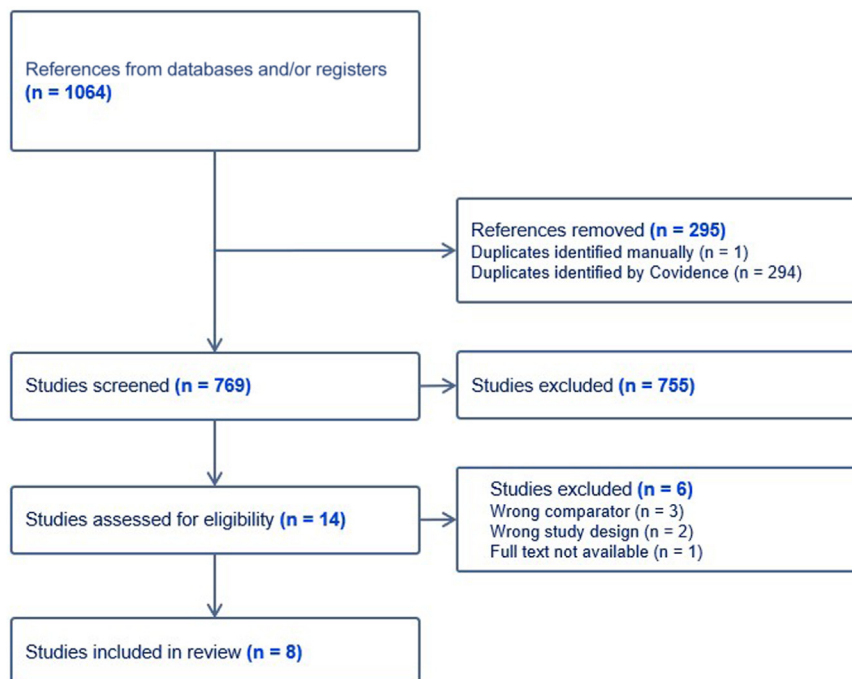 References from databases and/or registers
(n = 1064)
References removed (n = 295)
Duplicates identified manually (n = 1)
Duplicates identified by Covidence (n = 294)
Studies screened (n = 769)
Studies excluded (n = 755)
Studies assessed for eligibility (n = 14)
Studies excluded (n = 6)
Wrong comparator (n = 3)
Wrong study design (n = 2)
Full text not available (n = 1)
Studies included in review (n = 8)